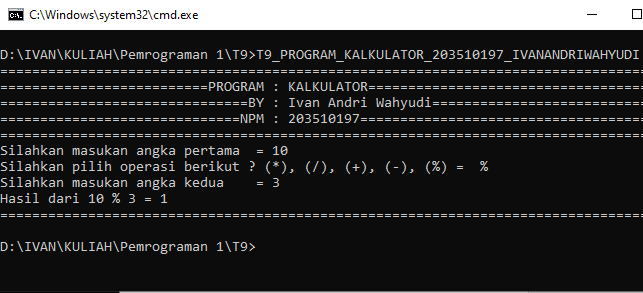 C:\Windows\system32\cmd.exe
D:\IVAN\KULIAH\Pemrograman 1\T9>T9_PROGRAM_KALKULATOR_203510197_IVANANDRIWAHYUDI
================================================================================
==========================PROGRAM : KALKULATOR==================================
===============================BY : Ivan Andri Wahyudi==========================
==============================NPM : 203510197===================================
================================================================================
Silahkan masukan angka pertama  = 10
Silahkan pilih operasi berikut ? (*), (/), (+), (-), (%) =  %
Silahkan masukan angka kedua    = 3
Hasil dari 10 % 3 = 1
================================================================================
D:\IVAN\KULIAH\Pemrograman 1\T9>